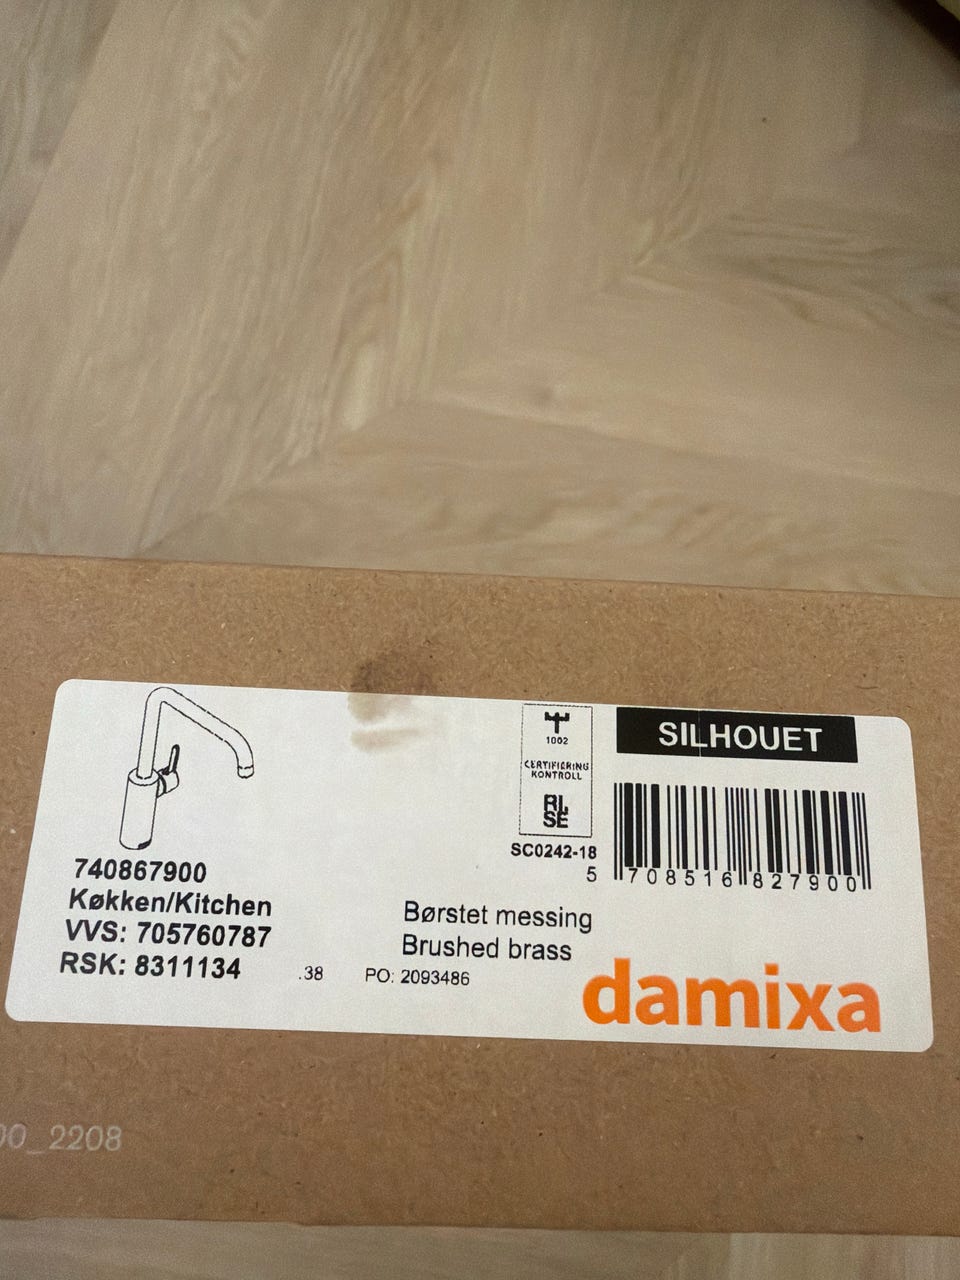 1002
CERTIFIERING
KONTROLL
RI.
SE
SC0242-18
SILHOUET
5 708516 827900
740867900
Køkken/Kitchen
VVS: 705760787
RSK: 8311134
.38
PO: 2093486
Børstet messing
Brushed brass
damixa
00_2208